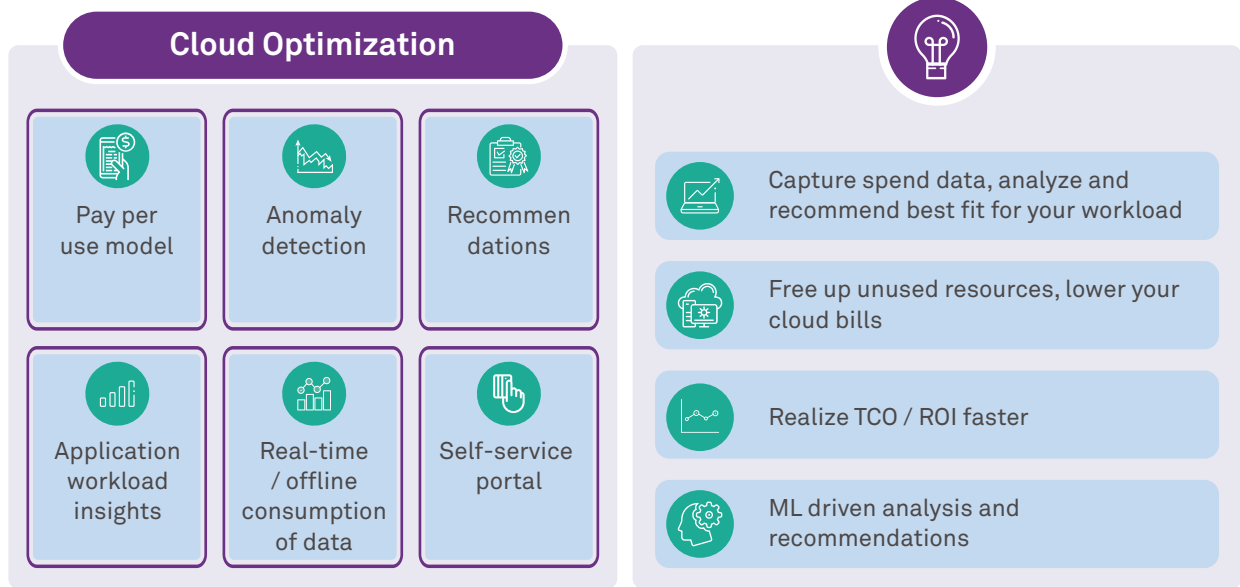 Cloud Optimization
Pay per
use model
Anomaly
detection
Recommen
dations
Application
workload
insights
Real-time
/ offline
consumption
of data
Self-service
portal
Capture spend data, analyze and
recommend best fit for your workload
Free up unused resources, lower your
cloud bills
Realize TCO / ROI faster
ML driven analysis and
recommendations